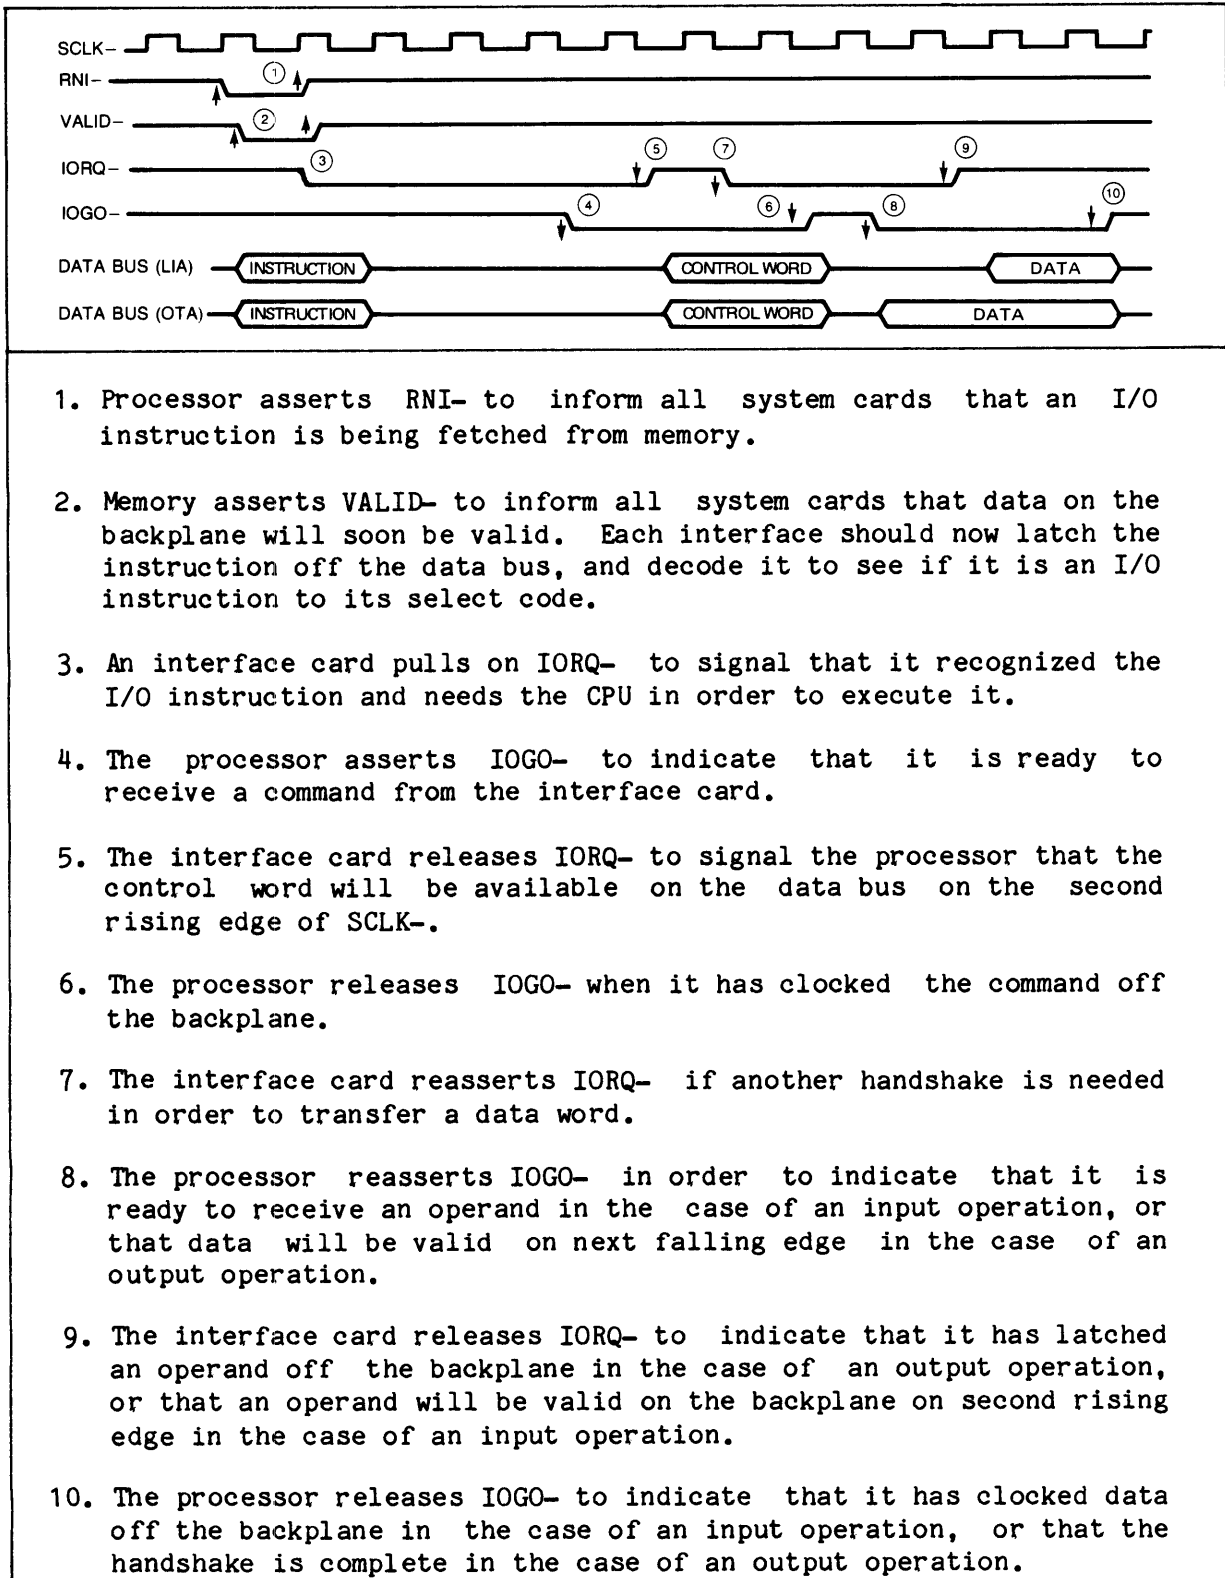 SCLK–
RNI– ①
VALID– ②
IORQ– ③ ⑤ ⑦ ⑨
IOGO– ④ ⑥ ⑧ ⑩
DATA BUS (LIA) INSTRUCTION CONTROL WORD DATA
DATA BUS (OTA) INSTRUCTION CONTROL WORD DATA
1. Processor asserts RNI- to inform all system cards that an I/O
instruction is being fetched from memory.
2. Memory asserts VALID- to inform all system cards that data on the
backplane will soon be valid. Each interface should now latch the
instruction off the data bus, and decode it to see if it is an I/O
instruction to its select code.
3. An interface card pulls on IORQ- to signal that it recognized the
I/O instruction and needs the CPU in order to execute it.
4. The processor asserts IOGO- to indicate that it is ready to
receive a command from the interface card.
5. The interface card releases IORQ- to signal the processor that the
control word will be available on the data bus on the second
rising edge of SCLK-.
6. The processor releases IOGO- when it has clocked the command off
the backplane.
7. The interface card reasserts IORQ- if another handshake is needed
in order to transfer a data word.
8. The processor reasserts IOGO- in order to indicate that it is
ready to receive an operand in the case of an input operation, or
that data will be valid on next falling edge in the case of an
output operation.
9. The interface card releases IORQ- to indicate that it has latched
an operand off the backplane in the case of an output operation,
or that an operand will be valid on the backplane on second rising
edge in the case of an input operation.
10. The processor releases IOGO- to indicate that it has clocked data
off the backplane in the case of an input operation, or that the
handshake is complete in the case of an output operation.